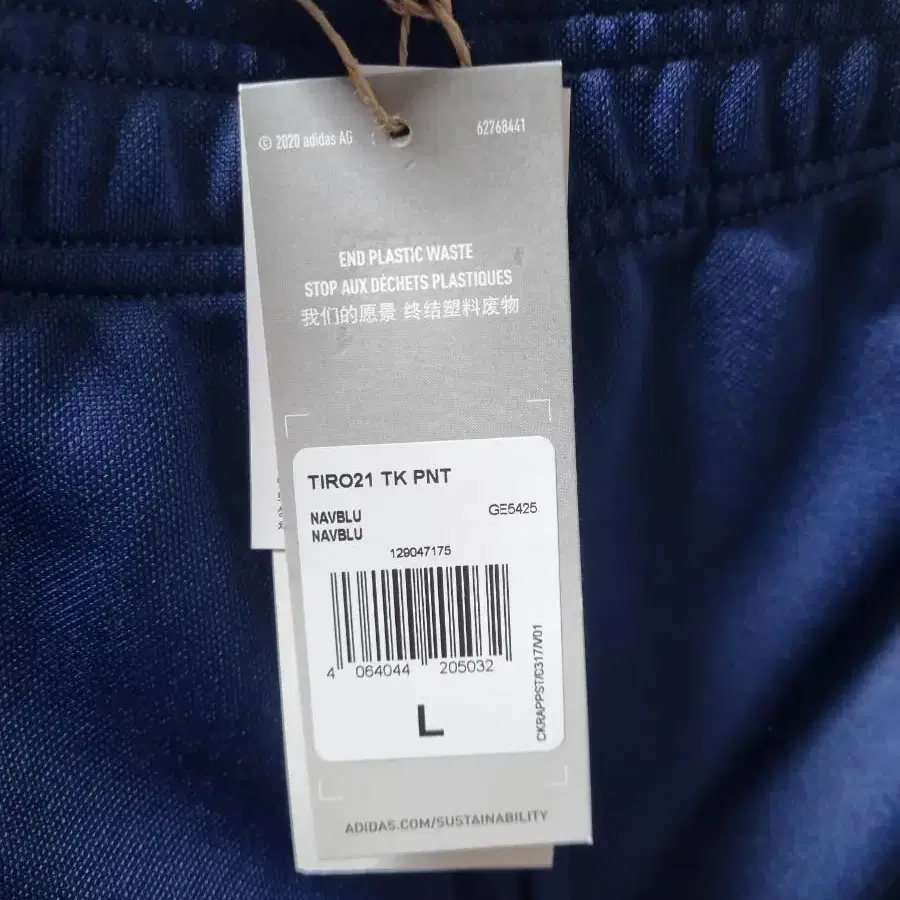 © 2020 adidas AG
62768441
END PLASTIC WASTE
STOP AUX DÉCHETS PLASTIQUES
我们的愿景 终结塑料废物
TIRO21 TK PNT
NAVBLU
GE5425
NAVBLU
129047175
4 064044 205032
L
CKRAPPST/0317/V01
ADIDAS.COM/SUSTAINABILITY